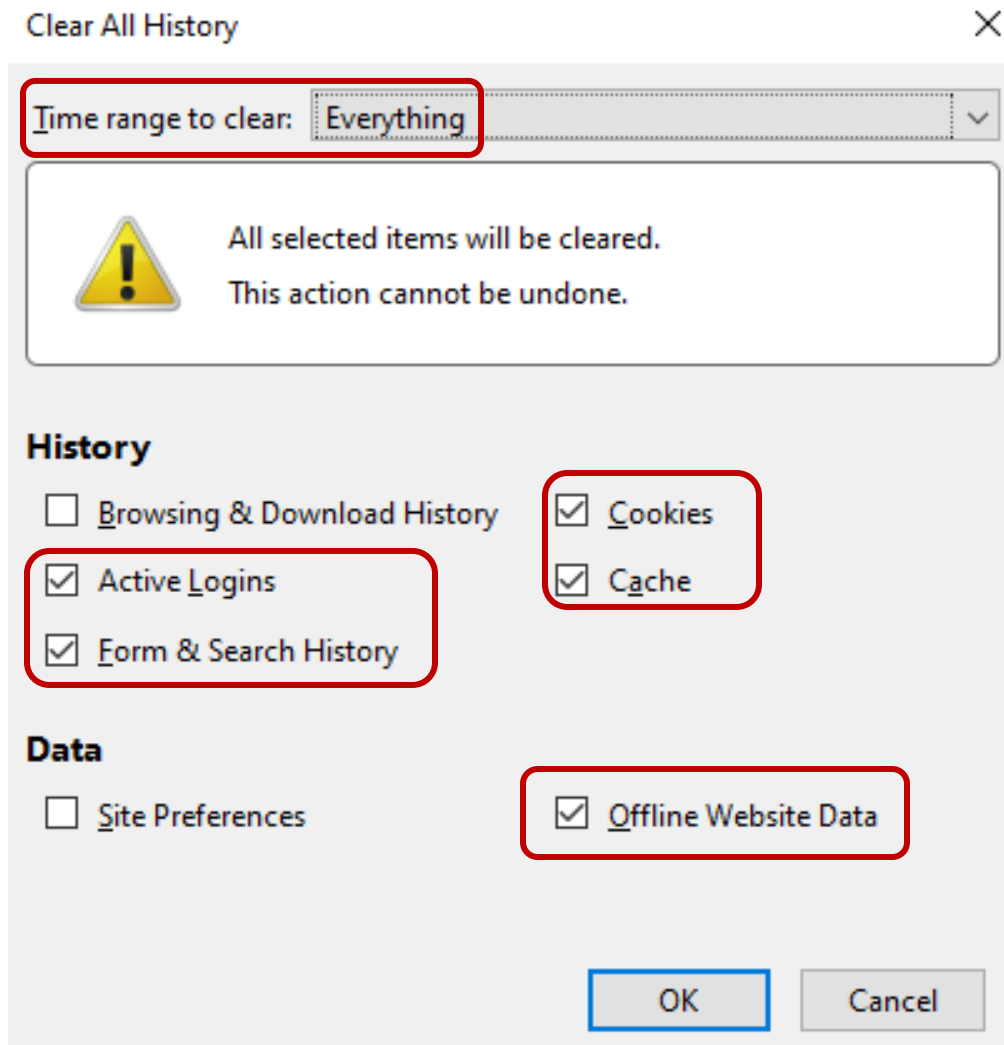 Clear All History
Time range to clear: Everything
All selected items will be cleared.
This action cannot be undone.
History
Browsing & Download History Cookies
Active Logins Cache
Form & Search History
Data
Site Preferences Offline Website Data
OK Cancel